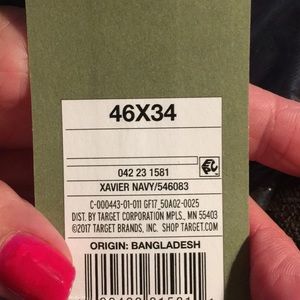 46X34
042 23 1581
XAVIER NAVY/546083
C-000443-01-011 GF17_50A02-0025
DIST. BY TARGET CORPORATION MPLS., MN 55403
©2017 TARGET BRANDS, INC. SHOP TARGET.COM
ORIGIN: BANGLADESH